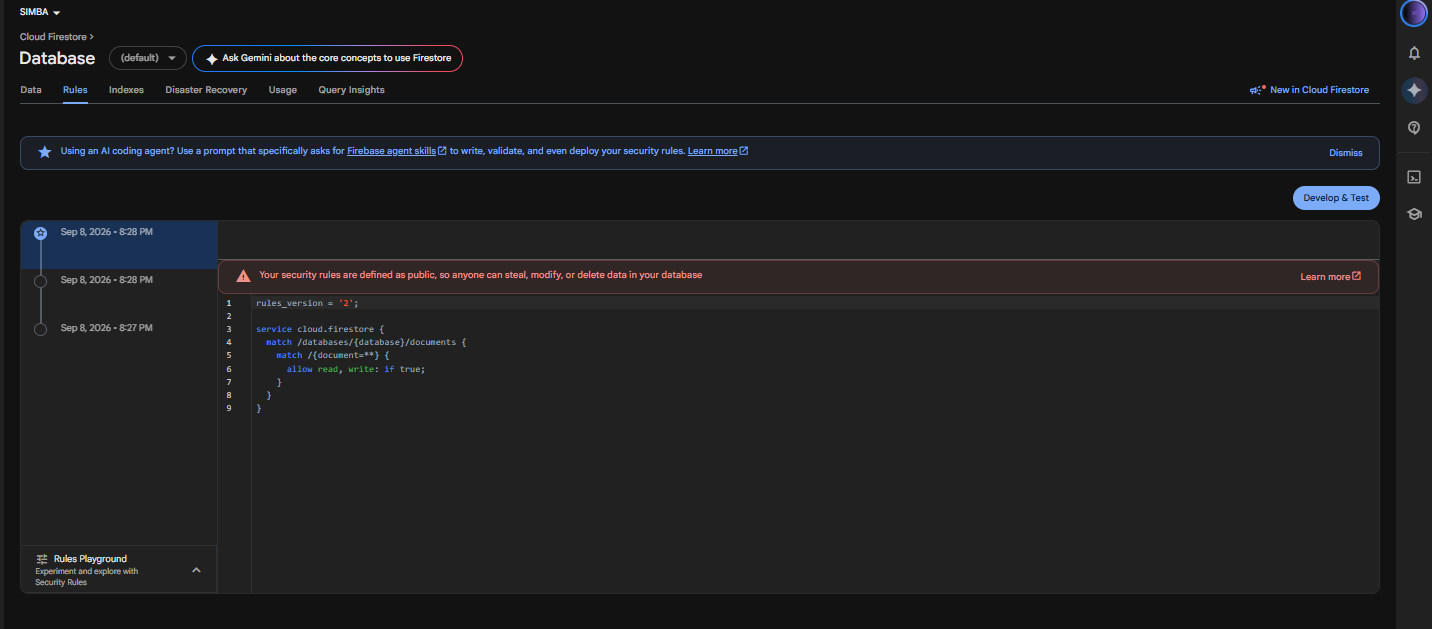 SIMBA
Cloud Firestore >
Database (default) Ask Gemini about the core concepts to use Firestore
Data Rules Indexes Disaster Recovery Usage Query Insights New in Cloud Firestore
Using an AI coding agent? Use a prompt that specifically asks for Firebase agent skills to write, validate, and even deploy your security rules. Learn more Dismiss
Develop & Test
Sep 8, 2026 • 8:28 PM
Sep 8, 2026 • 8:28 PM
Sep 8, 2026 • 8:27 PM
Your security rules are defined as public, so anyone can steal, modify, or delete data in your database Learn more
1 rules_version = '2';
2
3 service cloud.firestore {
4   match /databases/{database}/documents {
5     match /{document=**} {
6       allow read, write: if true;
7     }
8   }
9 }
Rules Playground
Experiment and explore with
Security Rules